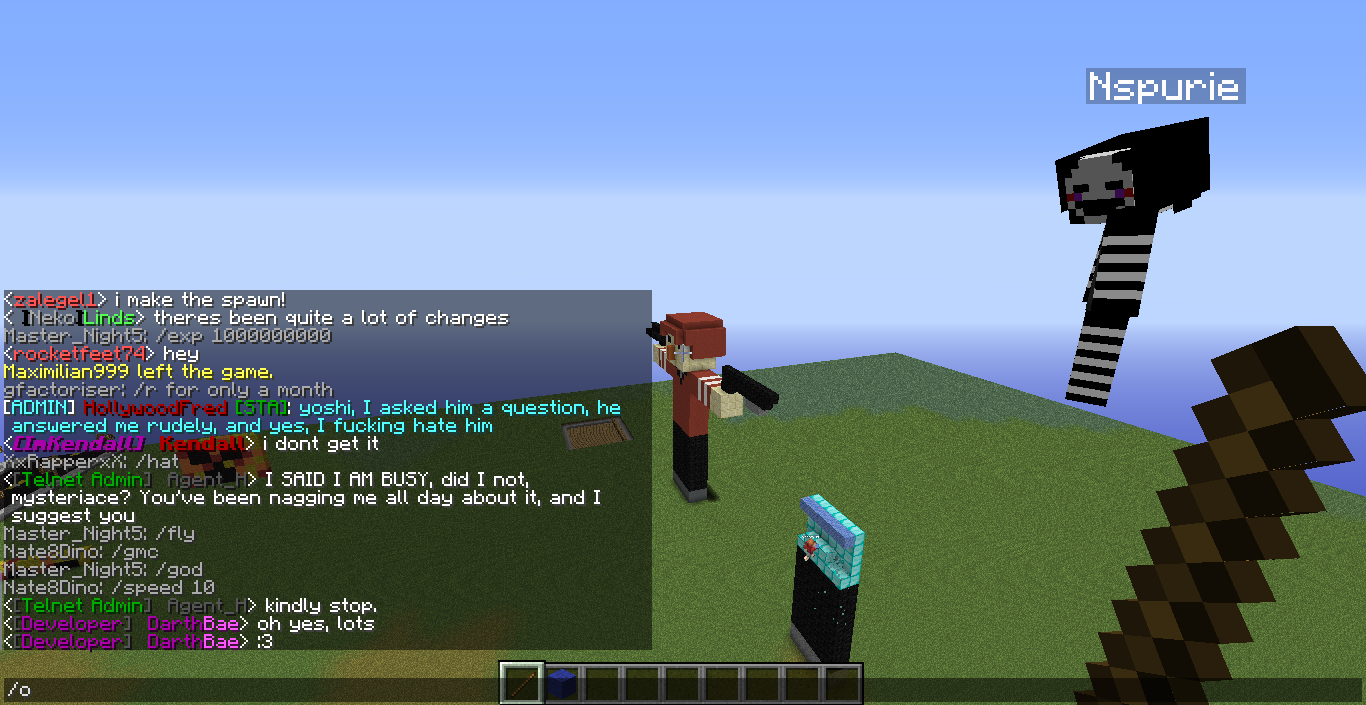 Nspurie
<zalegel1> i make the spawn!
<[Neko]Linds> theres been quite a lot of changes
Master_Night5: /exp 1000000000
<rocketfeet74> hey
Maximilian999 left the game.
gfactoriser: /r for only a month
[ADMIN] HollywoodFred [STA]: yoshi, I asked him a question, he
answered me rudely, and yes, I fucking hate him
<[ImKendall] Kendall> i dont get it
xxRapperxX: /hat
<[Telnet Admin] Agent_H> I SAID I AM BUSY, did I not,
mysteriace? You've been nagging me all day about it, and I
suggest you
Master_Night5: /fly
Nate8Dino: /gmc
Master_Night5: /god
Nate8Dino: /speed 10
<[Telnet Admin] Agent_H> kindly stop.
<[Developer] DarthBae> oh yes, lots
<[Developer] DarthBae> :3
/o